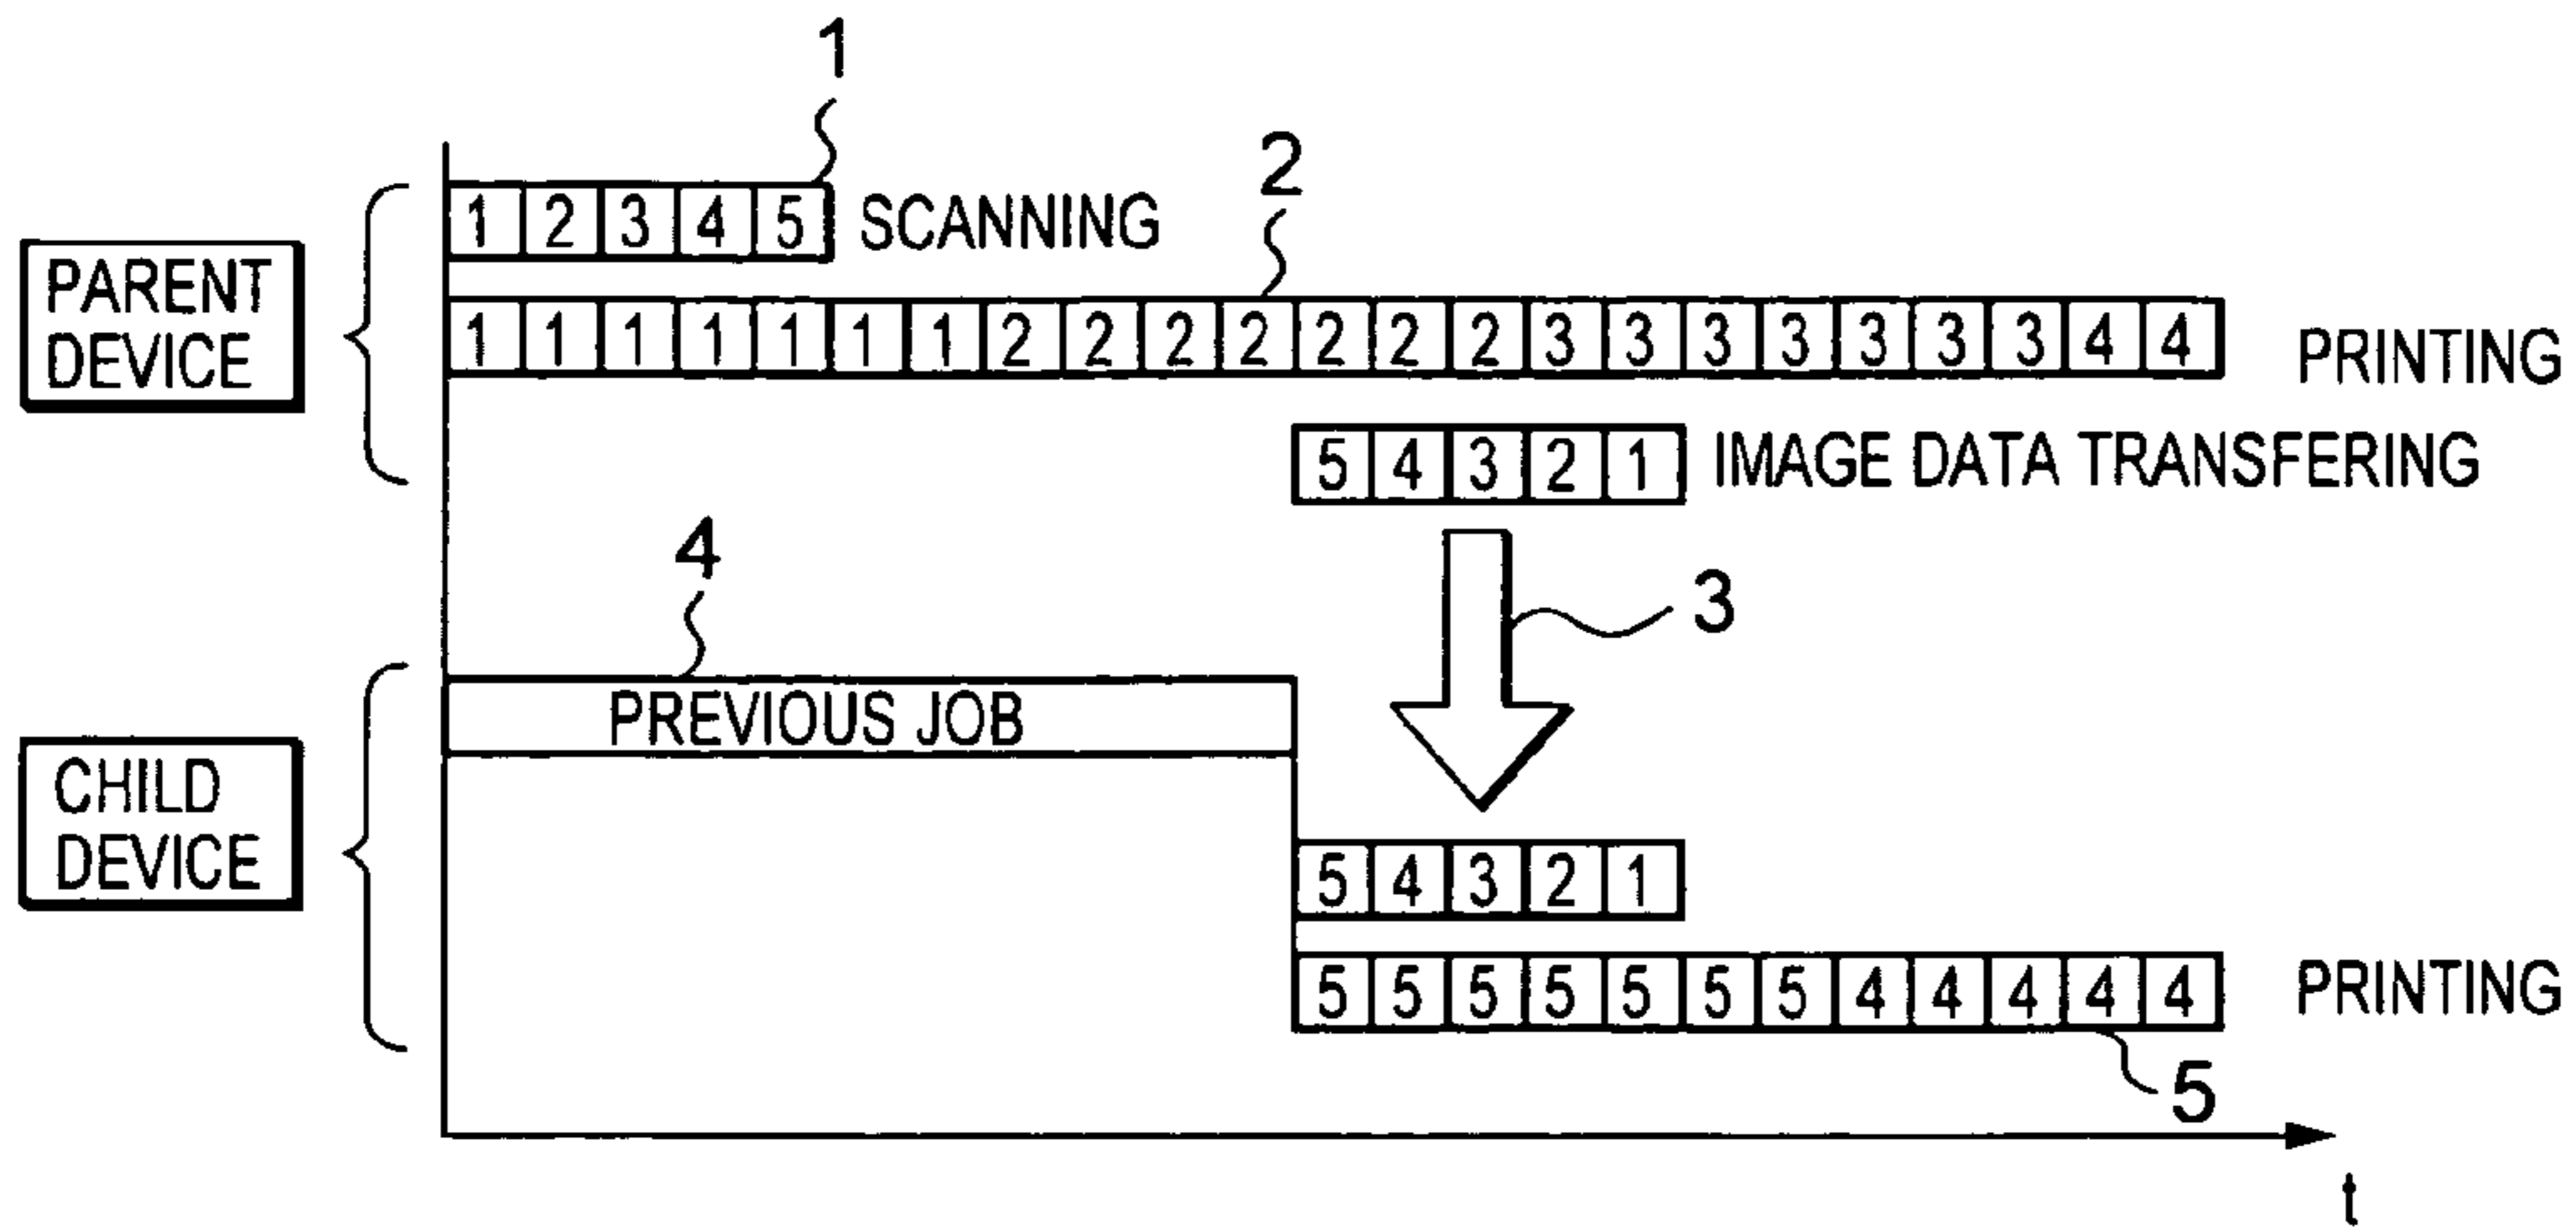 1
2
1 2 3 4 5 SCANNING
PARENT
DEVICE
1 1 1 1 1 1 1 2 2 2 2 2 2 2 3 3 3 3 3 3 3 4 4 PRINTING
5 4 3 2 1 IMAGE DATA TRANSFERING
4
3
PREVIOUS JOB
CHILD
DEVICE
5 4 3 2 1
5 5 5 5 5 5 5 4 4 4 4 4 PRINTING
5
t